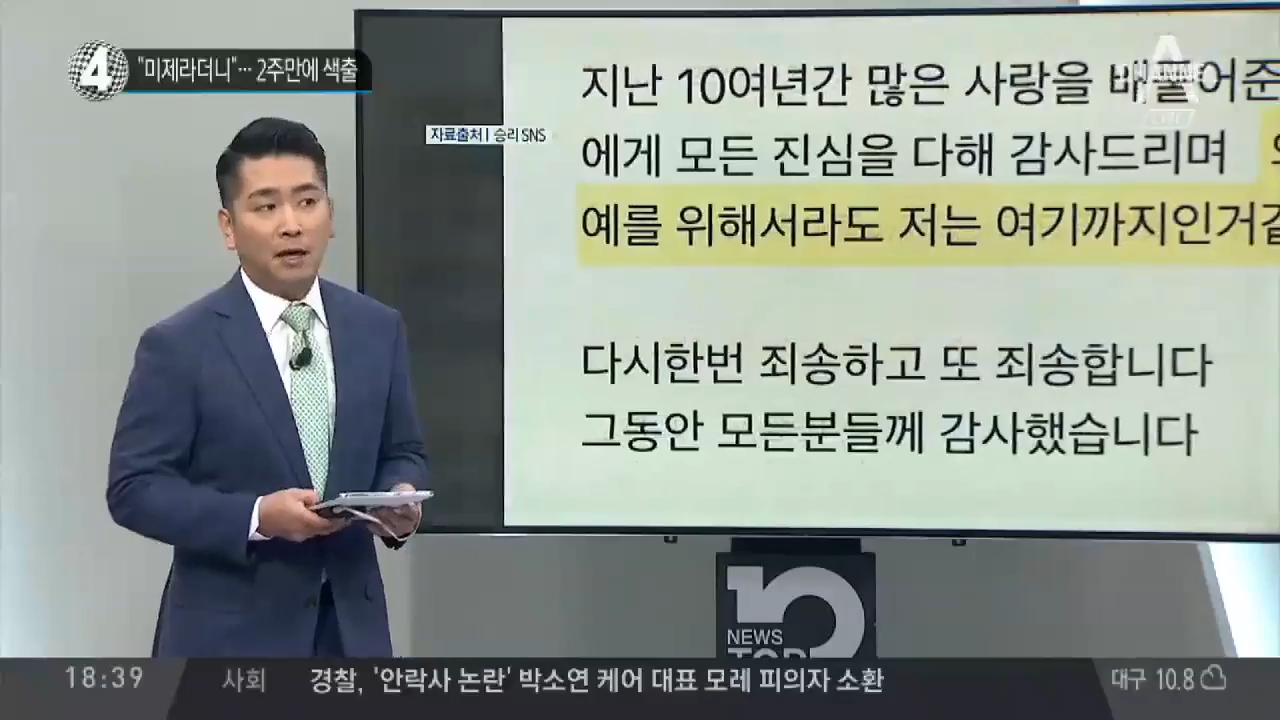 4 "미제라더니"… 2주만에 색출
CHANNEL A
자료출처 | 승리 SNS
지난 10여년간 많은 사랑을 베풀어준
에게 모든 진심을 다해 감사드리며
예를 위해서라도 저는 여기까지인거
다시한번 죄송하고 또 죄송합니다
그동안 모든분들께 감사했습니다
10
NEWS
TOP
18:39 사회 경찰, '안락사 논란' 박소연 케어 대표 모레 피의자 소환 대구 10.8